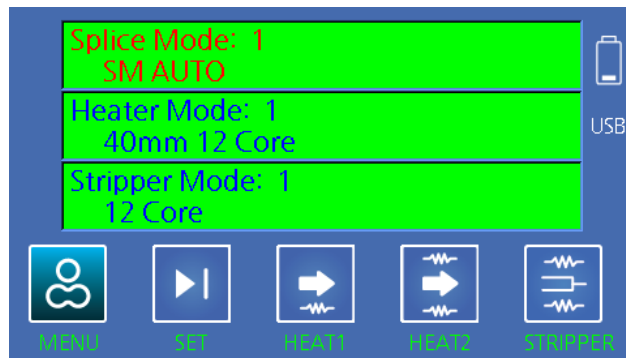 Splice Mode: 1
SM AUTO
Heater Mode: 1
40mm 12 Core
USB
Stripper Mode: 1
12 Core
MENU SET HEAT1 HEAT2 STRIPPER